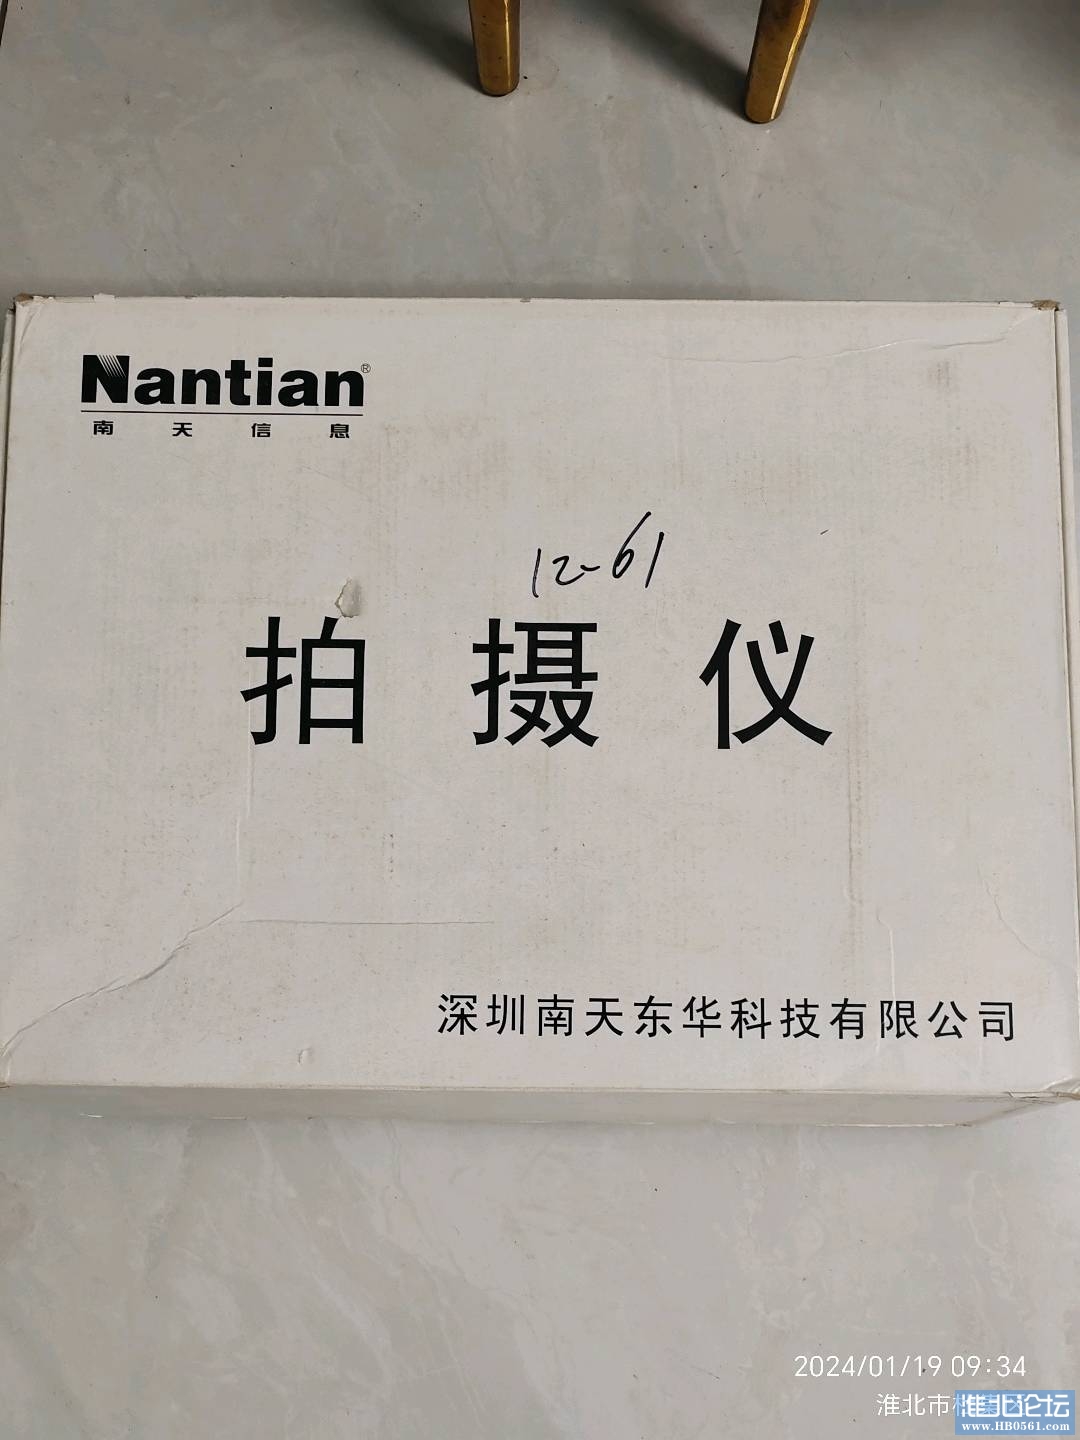 Nantian®
南天信息
12-61
拍摄仪
深圳南天东华科技有限公司
2024/01/19 09:34
淮北市
淮北论坛
www.HB0561.com